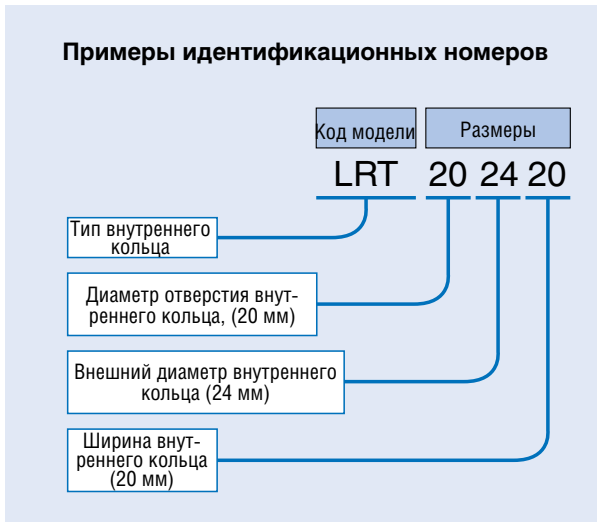 Примеры идентификационных номеров
Код модели Размеры
LRT 20 24 20
Тип внутреннего
кольца
Диаметр отверстия внут-
реннего кольца, (20 мм)
Внешний диаметр внутреннего
кольца (24 мм)
Ширина внут-
реннего кольца
(20 мм)